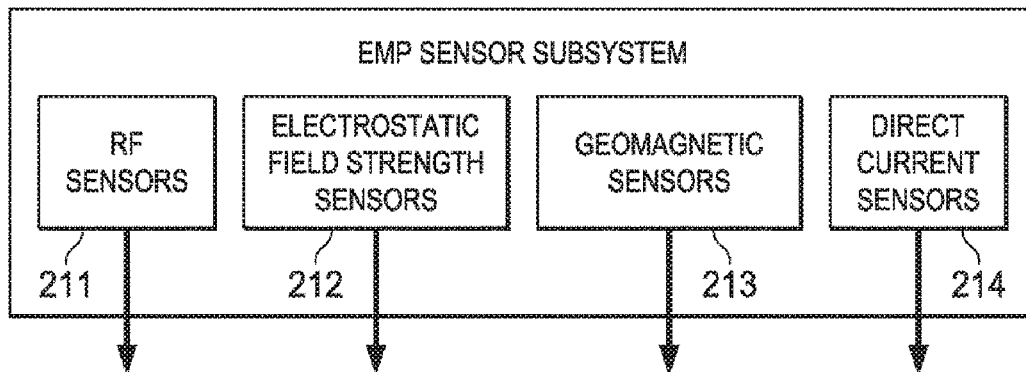 EMP SENSOR SUBSYSTEM
RF
SENSORS
ELECTROSTATIC
FIELD STRENGTH
SENSORS
GEOMAGNETIC
SENSORS
DIRECT
CURRENT
SENSORS
211
212
213
214